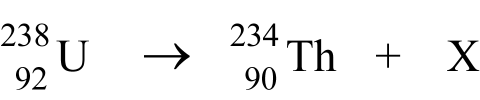 ²³⁸₉₂U → ²³⁴₉₀Th + X